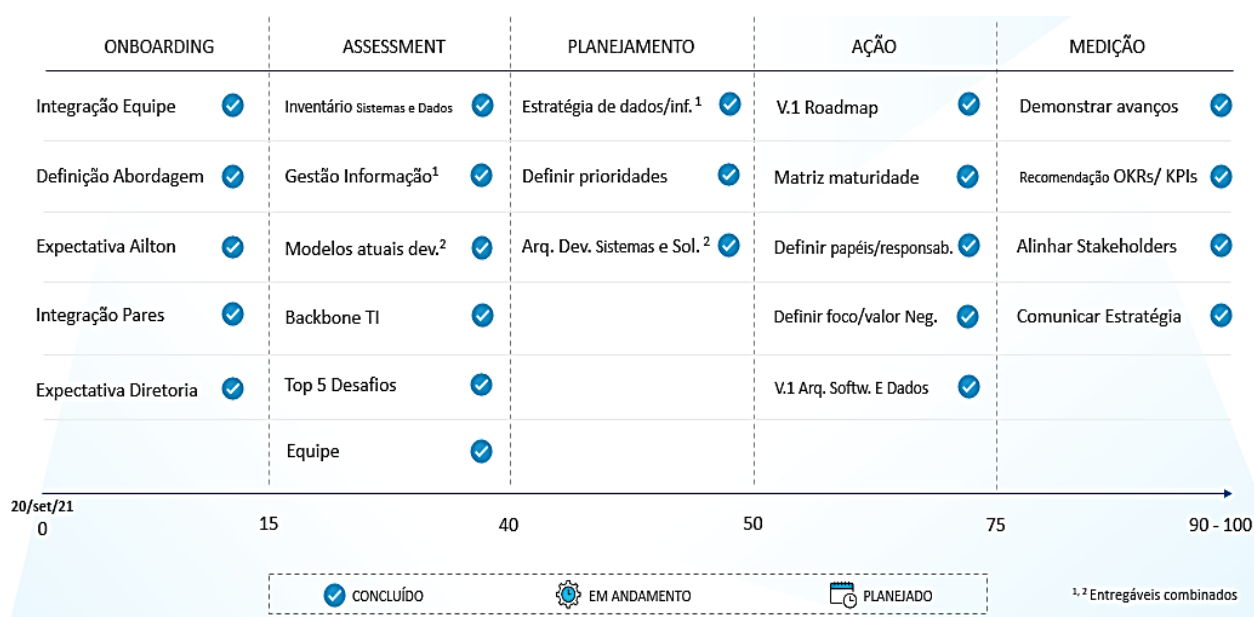 ONBOARDING ASSESSMENT PLANEJAMENTO AÇÃO MEDIÇÃO
Integração Equipe Inventário Sistemas e Dados Estratégia de dados/inf.¹ V.1 Roadmap Demonstrar avanços
Definição Abordagem Gestão Informação¹ Definir prioridades Matriz maturidade Recomendação OKRs/ KPIs
Expectativa Ailton Modelos atuais dev.² Arq. Dev. Sistemas e Sol. ² Definir papéis/responsab. Alinhar Stakeholders
Integração Pares Backbone TI Definir foco/valor Neg. Comunicar Estratégia
Expectativa Diretoria Top 5 Desafios V.1 Arq. Softw. E Dados
Equipe
20/set/21
0 15 40 50 75 90 - 100
CONCLUÍDO EM ANDAMENTO PLANEJADO ¹, ² Entregáveis combinados